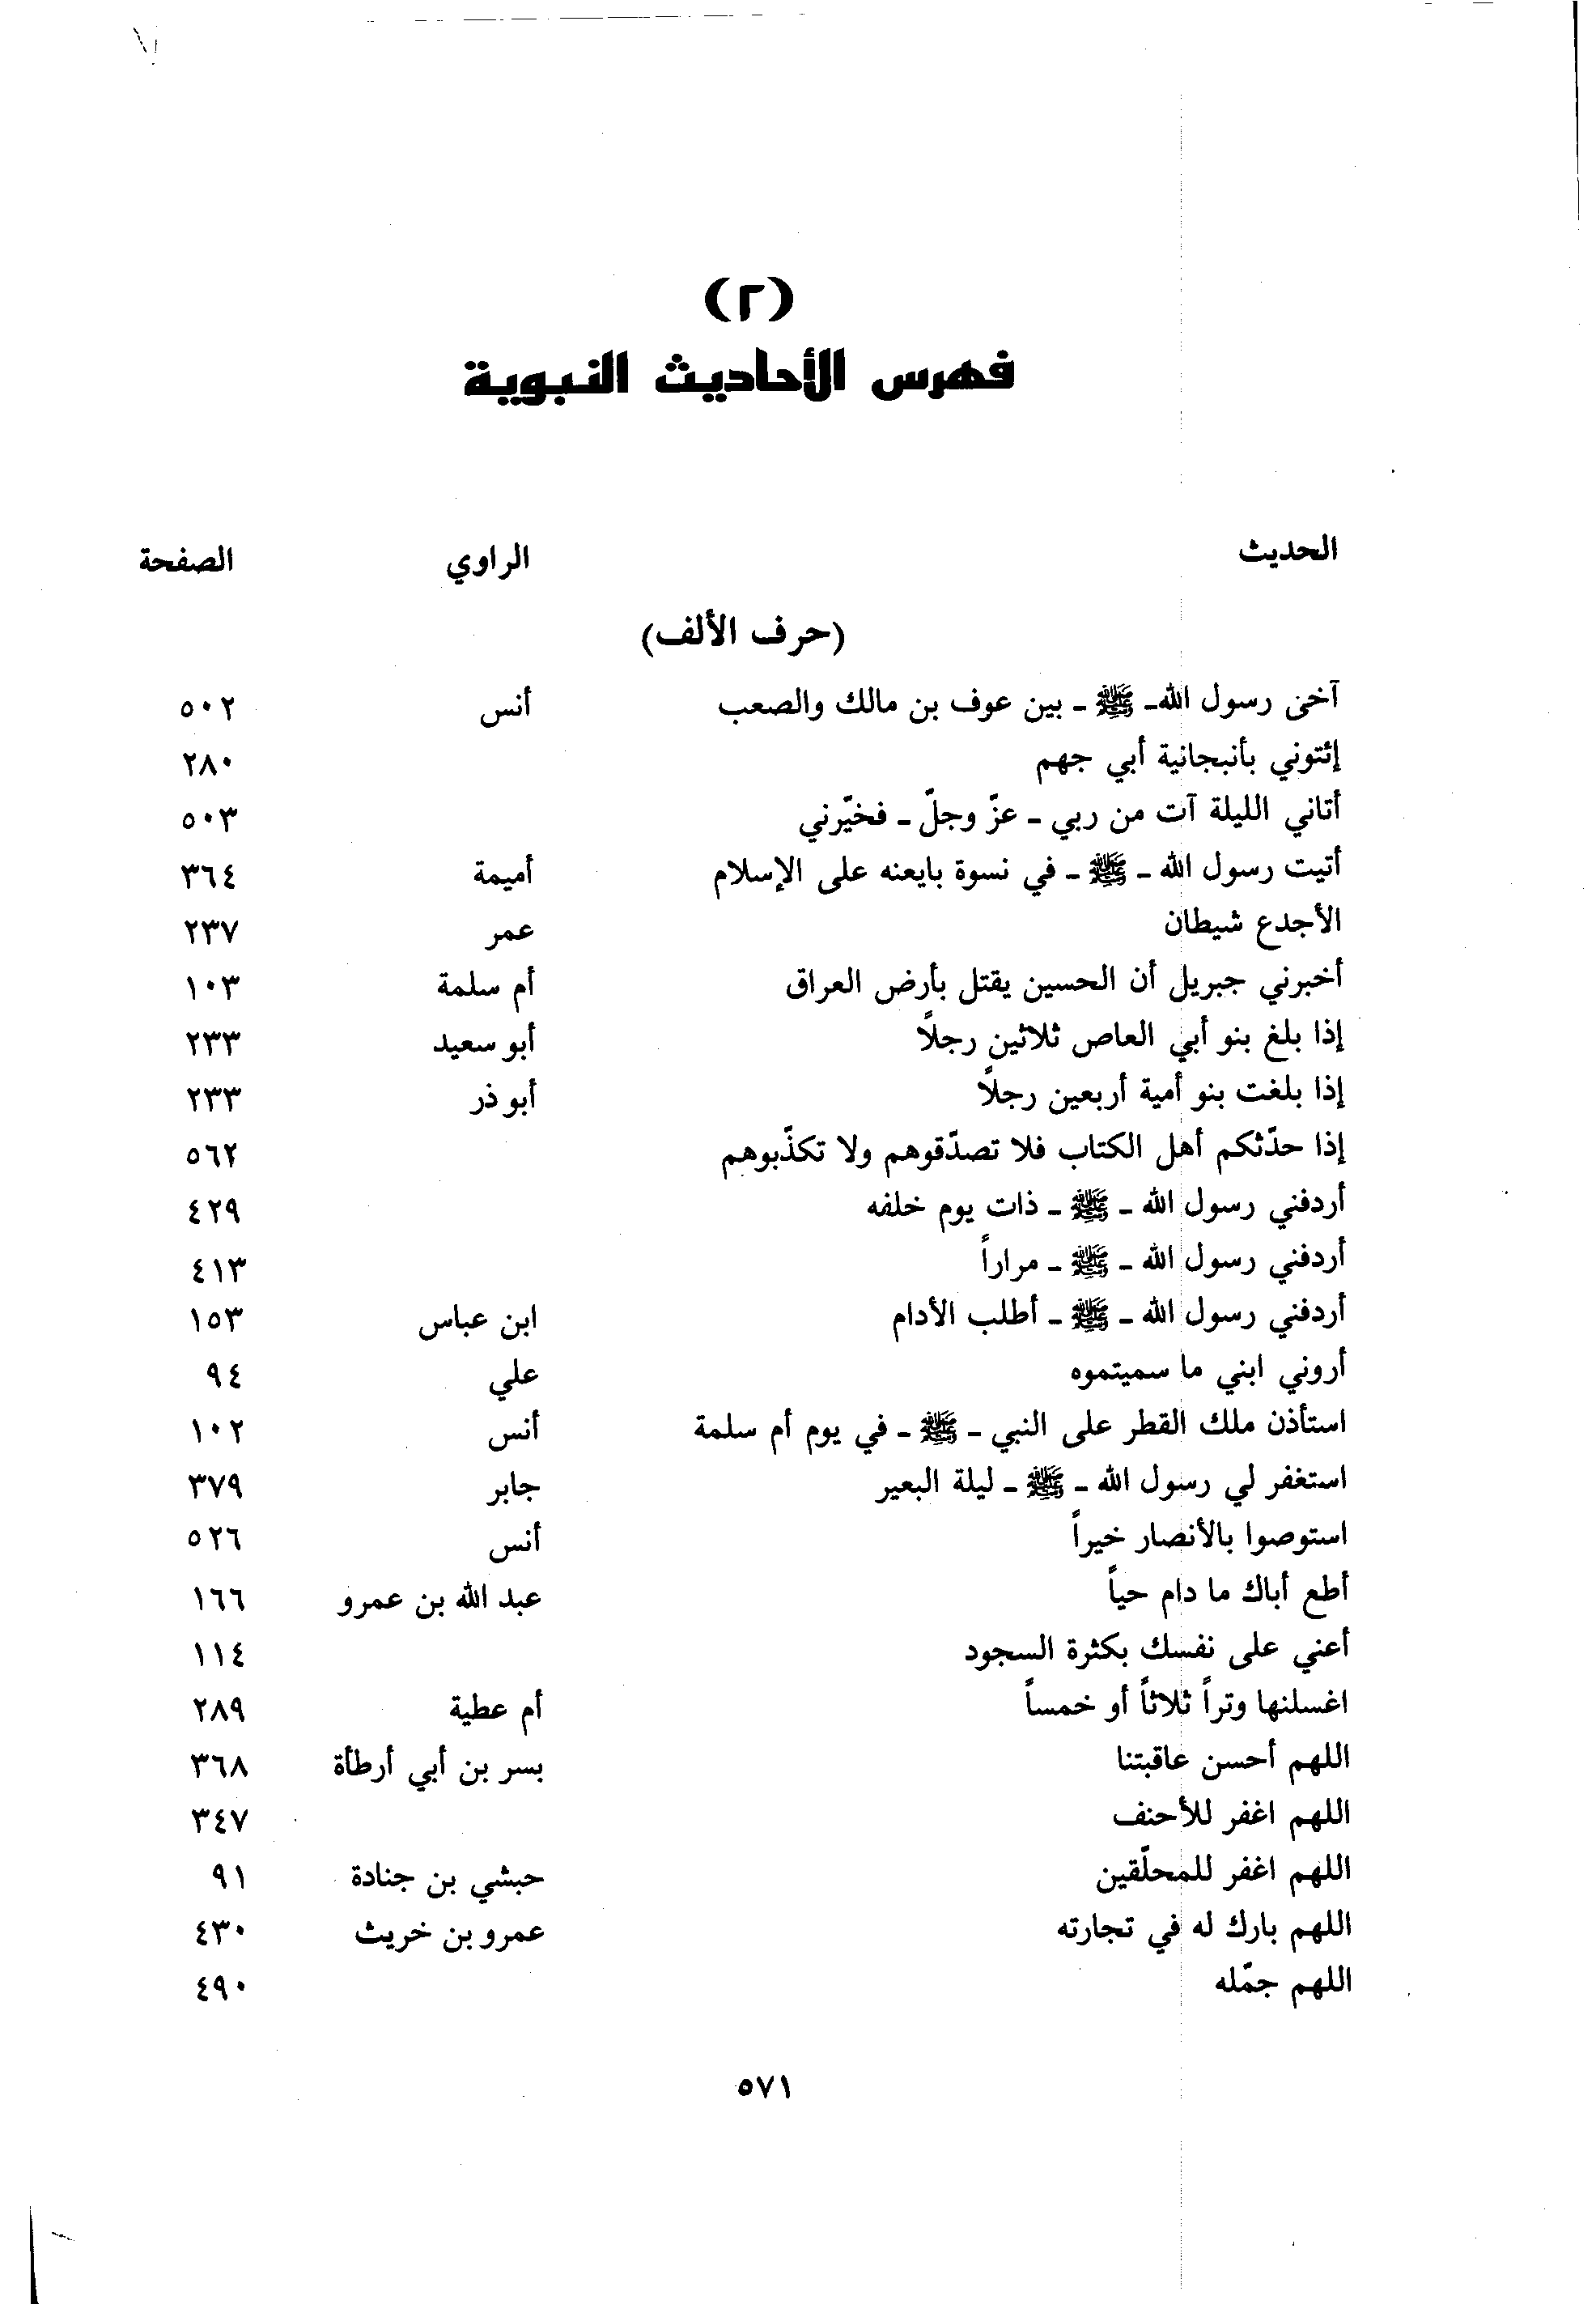 (٢)
فهرس الأحاديث النبوية
الحديث الراوي الصفحة
(حرف الألف)
آخى رسول الله ـ ﷺ ـ بين عوف بن مالك والصعب أنس ٥٠٢
إئتوني بأنبجانية أبي جهم ٢٨٠
أتاني الليلة آت من ربي ـ عزّ وجلّ ـ فخيّرني ٥٠٣
أتيت رسول الله ـ ﷺ ـ في نسوة بايعنه على الإسلام أميمة ٣٦٤
الأجدع شيطان عمر ٢٣٧
أخبرني جبريل أن الحسين يقتل بأرض العراق أم سلمة ١٠٣
إذا بلغ بنو أبي العاص ثلاثين رجلاً أبو سعيد ٢٣٣
إذا بلغت بنو أمية أربعين رجلاً أبو ذر ٢٣٣
إذا حدّثكم أهل الكتاب فلا تصدّقوهم ولا تكذّبوهم ٥٦٢
أردفني رسول الله ـ ﷺ ـ ذات يوم خلفه ٤٢٩
أردفني رسول الله ـ ﷺ ـ مراراً ٤١٣
أردفني رسول الله ـ ﷺ ـ أطلب الأدام ابن عباس ١٥٣
أروني ابني ما سميتموه علي ٩٤
استأذن ملك القطر على النبي ـ ﷺ ـ في يوم أم سلمة أنس ١٠٢
استغفر لي رسول الله ـ ﷺ ـ ليلة البعير جابر ٣٧٩
استوصوا بالأنصار خيراً أنس ٥٢٦
أطع أباك ما دام حياً عبد الله بن عمرو ١٦٦
أعني على نفسك بكثرة السجود ١١٤
اغسلنها وتراً ثلاثاً أو خمساً أم عطية ٢٨٩
اللهم أحسن عاقبتنا بسر بن أبي أرطأة ٣٦٨
اللهم اغفر للأحنف ٣٤٧
اللهم اغفر للمحلّقين حبشي بن جنادة ٩١
اللهم بارك له في تجارته عمرو بن خريث ٤٣٠
اللهم جمّله ٤٩٠
٥٧١